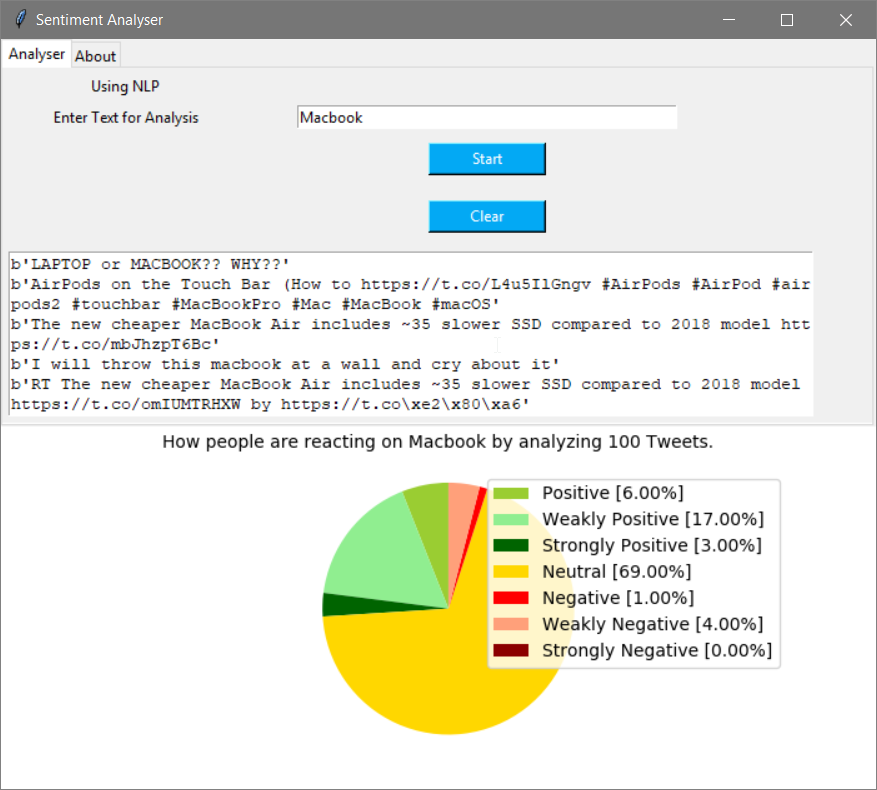 Sentiment Analyser
Analyser
About
Using NLP
Enter Text for Analysis
Macbook
Start
Clear
b'LAPTOP or MACBOOK?? WHY??'
b'AirPods on the Touch Bar (How to https://t.co/L4u5IlGngv #AirPods #AirPod #air
pods2 #touchbar #MacBookPro #Mac #MacBook #macOS'
b'The new cheaper MacBook Air includes ~35 slower SSD compared to 2018 model htt
ps://t.co/mbJhzpT6Bc'
b'I will throw this macbook at a wall and cry about it'
b'RT The new cheaper MacBook Air includes ~35 slower SSD compared to 2018 model
https://t.co/omIUMTRHXW by https://t.co\xe2\x80\xa6'
How people are reacting on Macbook by analyzing 100 Tweets.
Positive [6.00%]
Weakly Positive [17.00%]
Strongly Positive [3.00%]
Neutral [69.00%]
Negative [1.00%]
Weakly Negative [4.00%]
Strongly Negative [0.00%]